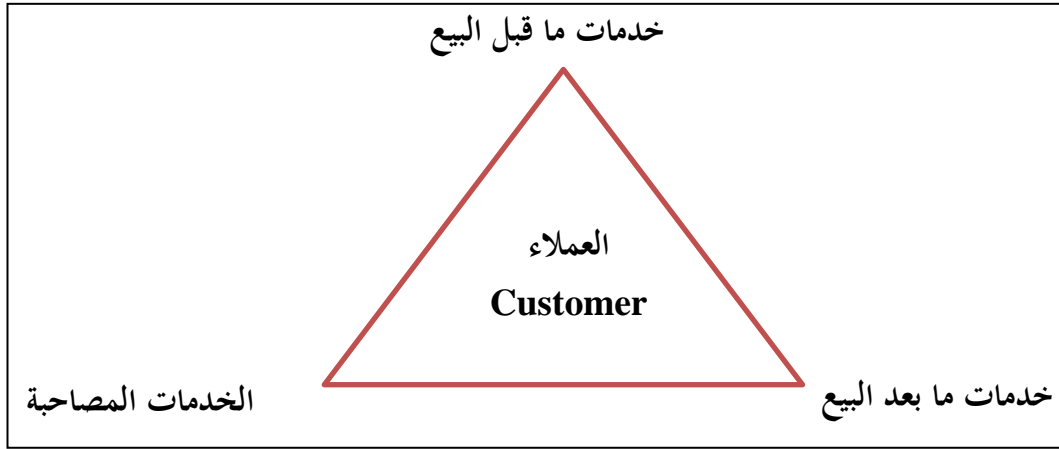 خدمات ما قبل البيع
العملاء
Customer
خدمات ما بعد البيع
الخدمات المصاحبة